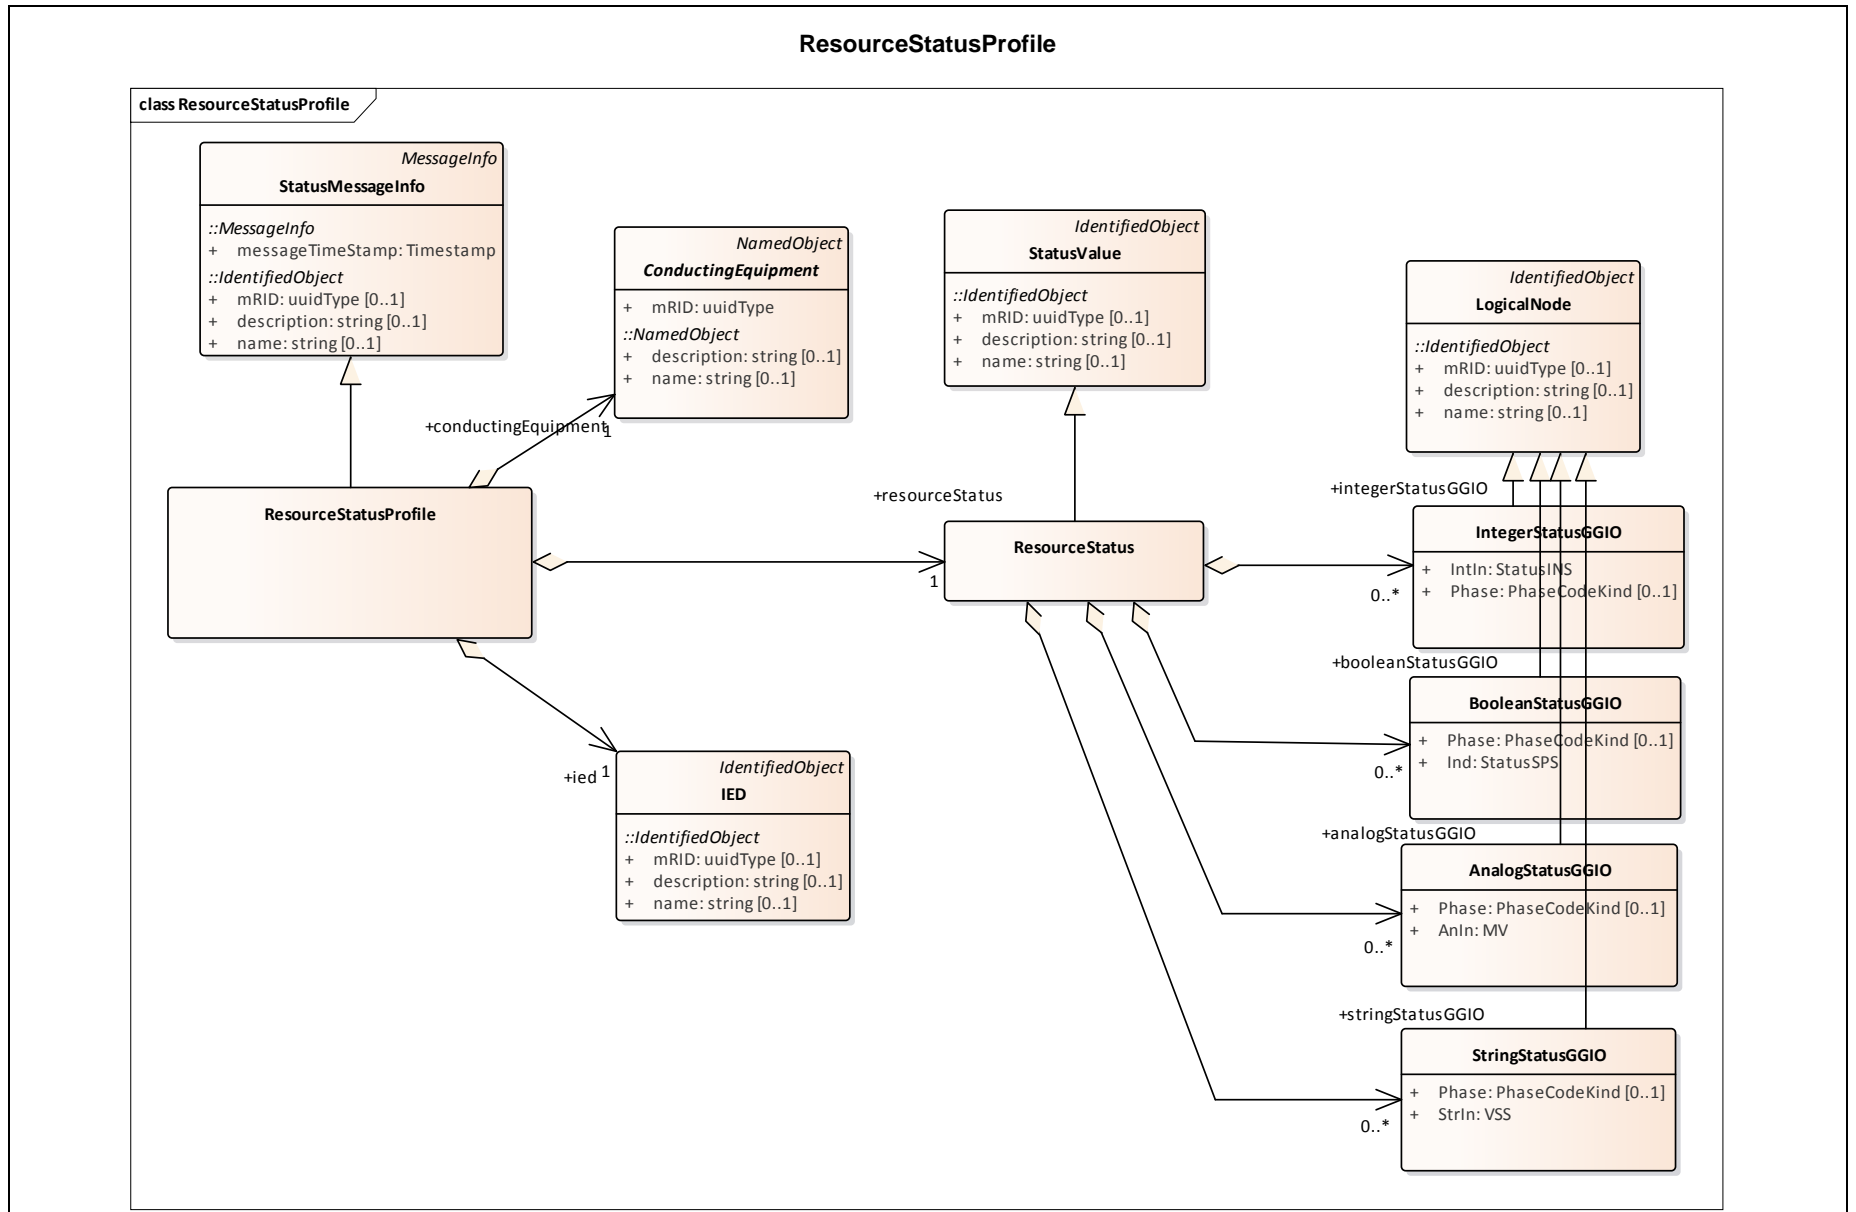 ResourceStatusProfile
class ResourceStatusProfile
MessageInfo
StatusMessageInfo
::MessageInfo
+ messageTimeStamp: Timestamp
::IdentifiedObject
+ mRID: uuidType [0..1]
+ description: string [0..1]
+ name: string [0..1]
NamedObject
ConductingEquipment
+ mRID: uuidType
::NamedObject
+ description: string [0..1]
+ name: string [0..1]
IdentifiedObject
StatusValue
::IdentifiedObject
+ mRID: uuidType [0..1]
+ description: string [0..1]
+ name: string [0..1]
IdentifiedObject
LogicalNode
::IdentifiedObject
+ mRID: uuidType [0..1]
+ description: string [0..1]
+ name: string [0..1]
+conductingEquipment
1
ResourceStatusProfile
+resourceStatus
1
ResourceStatus
+integerStatusGGIO
0..*
IntegerStatusGGIO
+ IntIn: StatusINS
+ Phase: PhaseCodeKind [0..1]
+booleanStatusGGIO
0..*
BooleanStatusGGIO
+ Phase: PhaseCodeKind [0..1]
+ Ind: StatusSPS
+ied
1
IdentifiedObject
IED
::IdentifiedObject
+ mRID: uuidType [0..1]
+ description: string [0..1]
+ name: string [0..1]
+analogStatusGGIO
0..*
AnalogStatusGGIO
+ Phase: PhaseCodeKind [0..1]
+ AnIn: MV
+stringStatusGGIO
0..*
StringStatusGGIO
+ Phase: PhaseCodeKind [0..1]
+ StrIn: VSS